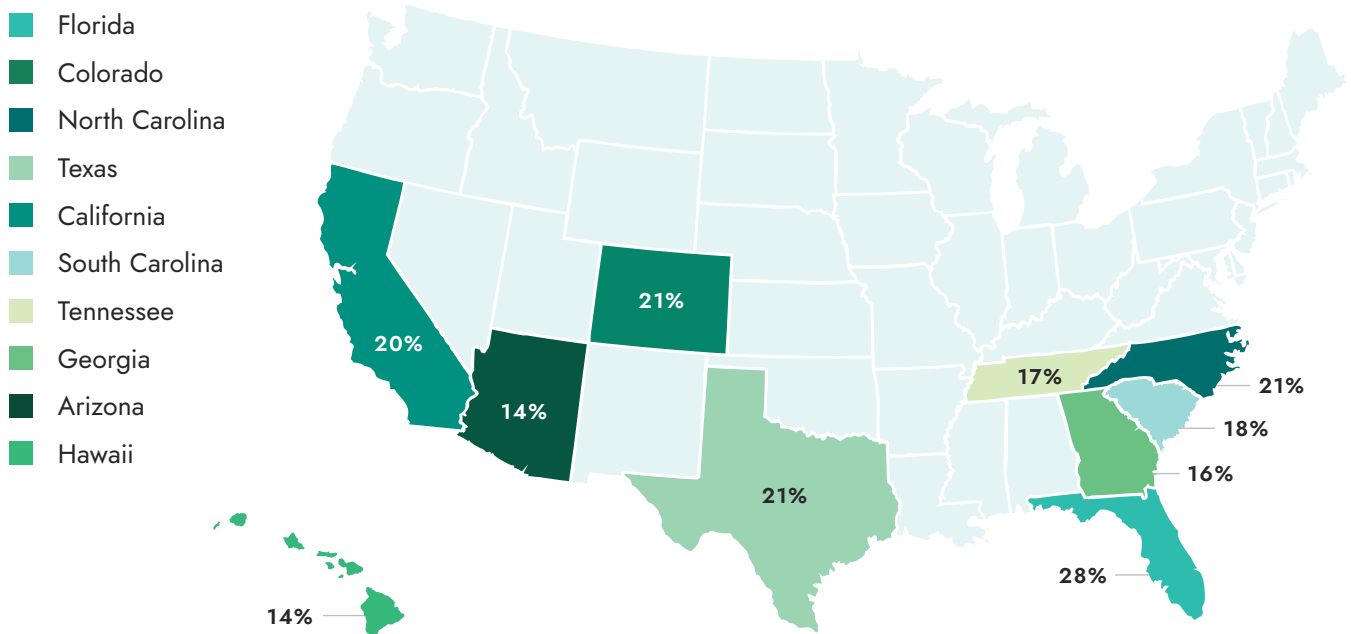 Florida
Colorado
North Carolina
Texas
California
South Carolina
Tennessee
Georgia
Arizona
Hawaii
21%
20%
17%
21%
14%
18%
16%
21%
28%
14%